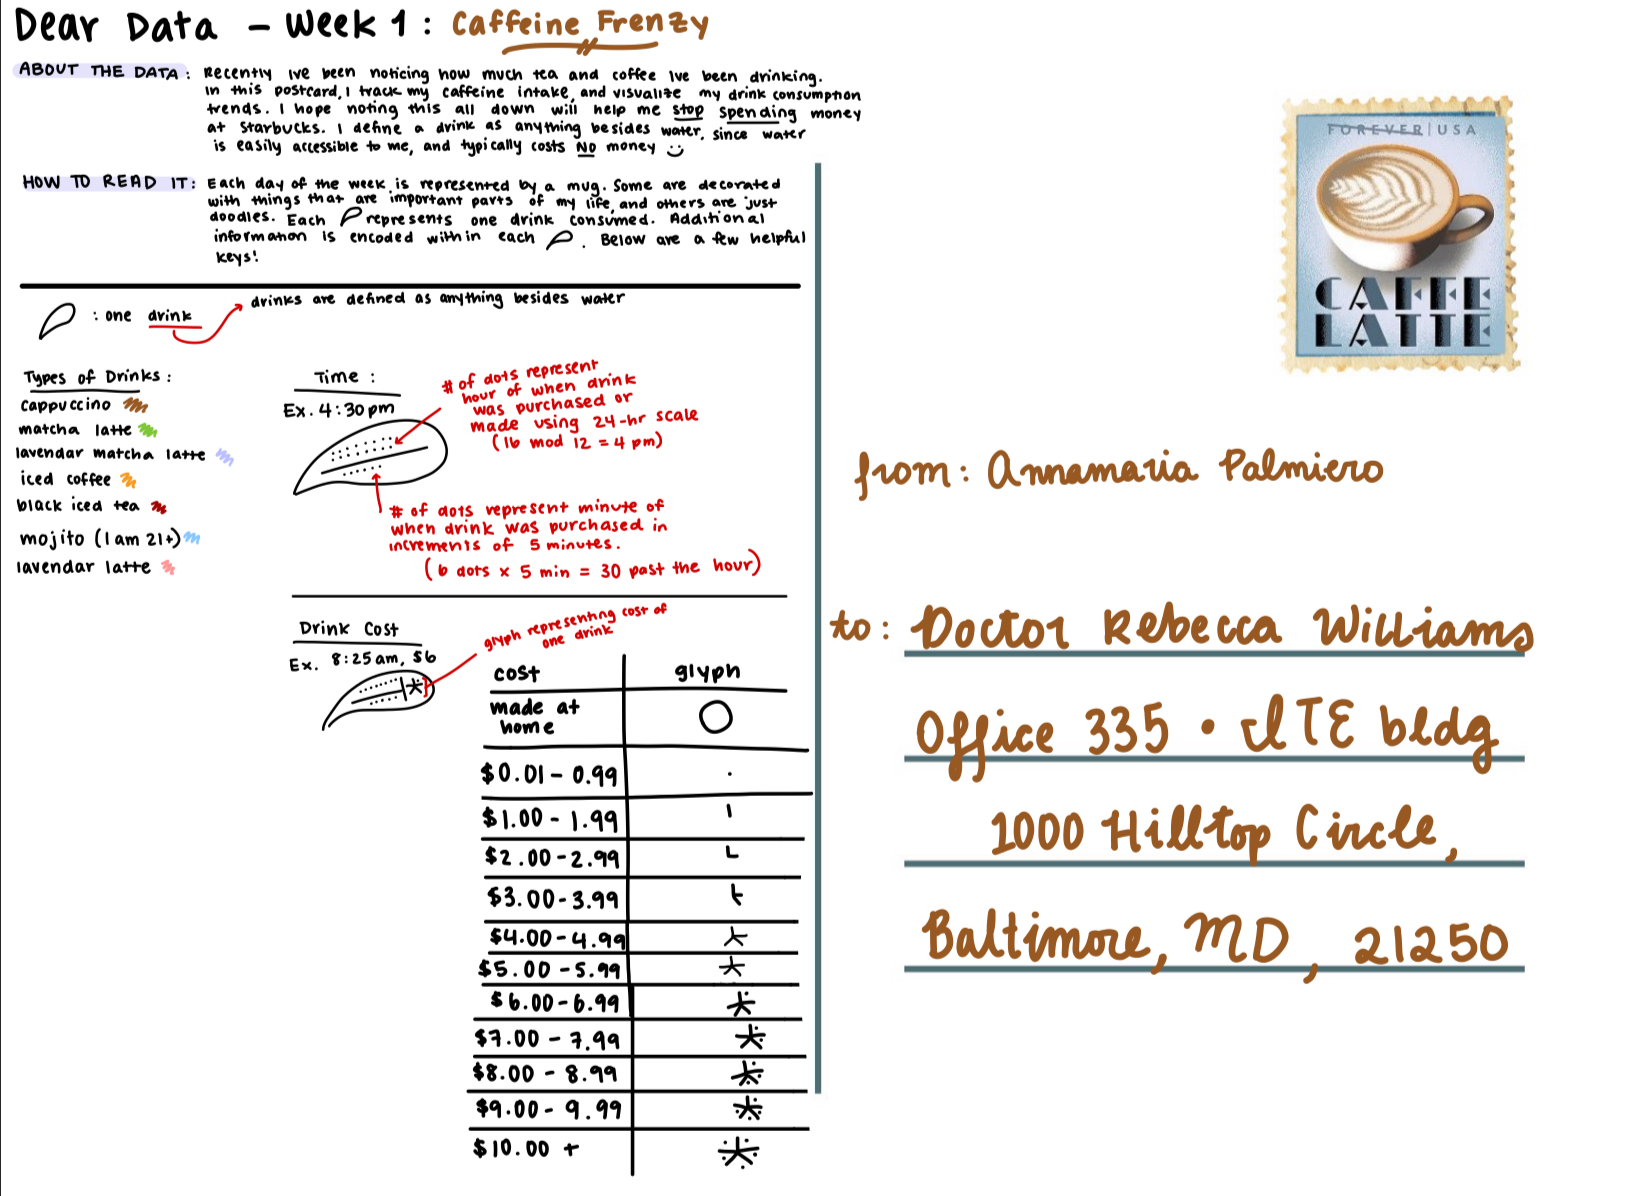 Dear Data - Week 1: Caffeine Frenzy
ABOUT THE DATA: Recently Ive been noticing how much tea and coffee Ive been drinking.
In this postcard, I track my caffeine intake, and visualize my drink consumption
trends. I hope noting this all down will help me stop spending money
at Starbucks. I define a drink as anything besides water, since water
is easily accessible to me, and typically costs NO money
HOW TO READ IT: Each day of the week is represented by a mug. Some are decorated
with things that are important parts of my life, and others are just
doodles. Each represents one drink consumed. Additional
information is encoded within each . Below are a few helpful
keys!
: one drink
drinks are defined as anything besides water
Types of Drinks:
cappuccino
matcha latte
lavendar matcha latte
iced coffee
black iced tea
mojito (I am 21+)
lavendar latte
Time:
Ex. 4:30pm
# of dots represent
hour of when drink
was purchased or
made using 24-hr scale
(16 mod 12 = 4 pm)
# of dots represent minute of
when drink was purchased in
increments of 5 minutes.
(6 dots x 5 min = 30 past the hour)
Drink Cost
Ex. 8:25am, $6
glyph representing cost of
one drink
cost glyph
made at
home
$0.01 - 0.99
$1.00 - 1.99
$2.00 - 2.99
$3.00 - 3.99
$4.00 - 4.99
$5.00 - 5.99
$6.00 - 6.99
$7.00 - 7.99
$8.00 - 8.99
$9.00 - 9.99
$10.00 +
FOREVER | USA
CAFFE
LATTE
from: Annamaria Palmiero
to: Doctor Rebecca Williams
Office 335 • ITE bldg
1000 Hilltop Circle,
Baltimore, MD, 21250